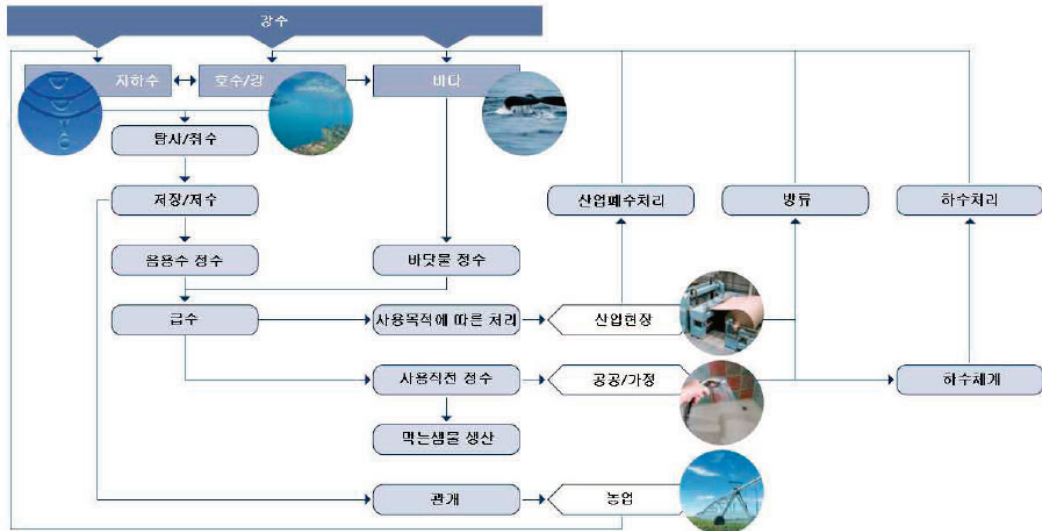 강수
지하수
호수/강
바다
탐사/취수
저장/저수
산업폐수처리
방류
하수처리
음용수 정수
바닷물 정수
급수
사용목적에 따른 처리
산업현장
사용직전 정수
공공/가정
하수체계
먹는샘물 생산
관개
농업